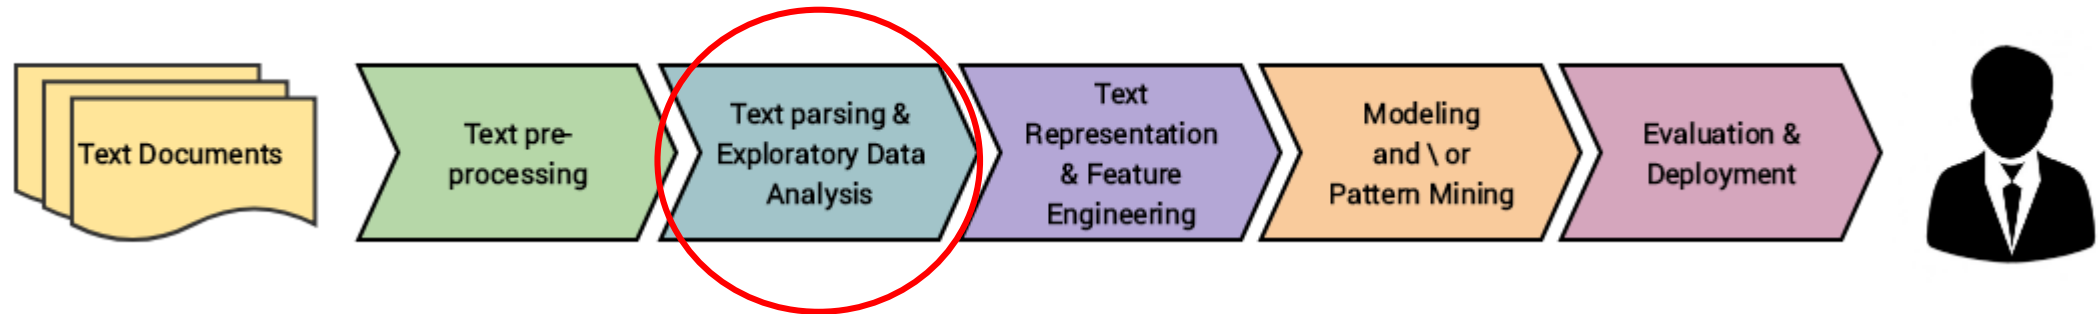 Text Documents
Text pre-
processing
Text parsing &
Exploratory Data
Analysis
Text
Representation
& Feature
Engineering
Modeling
and \ or
Pattern Mining
Evaluation &
Deployment